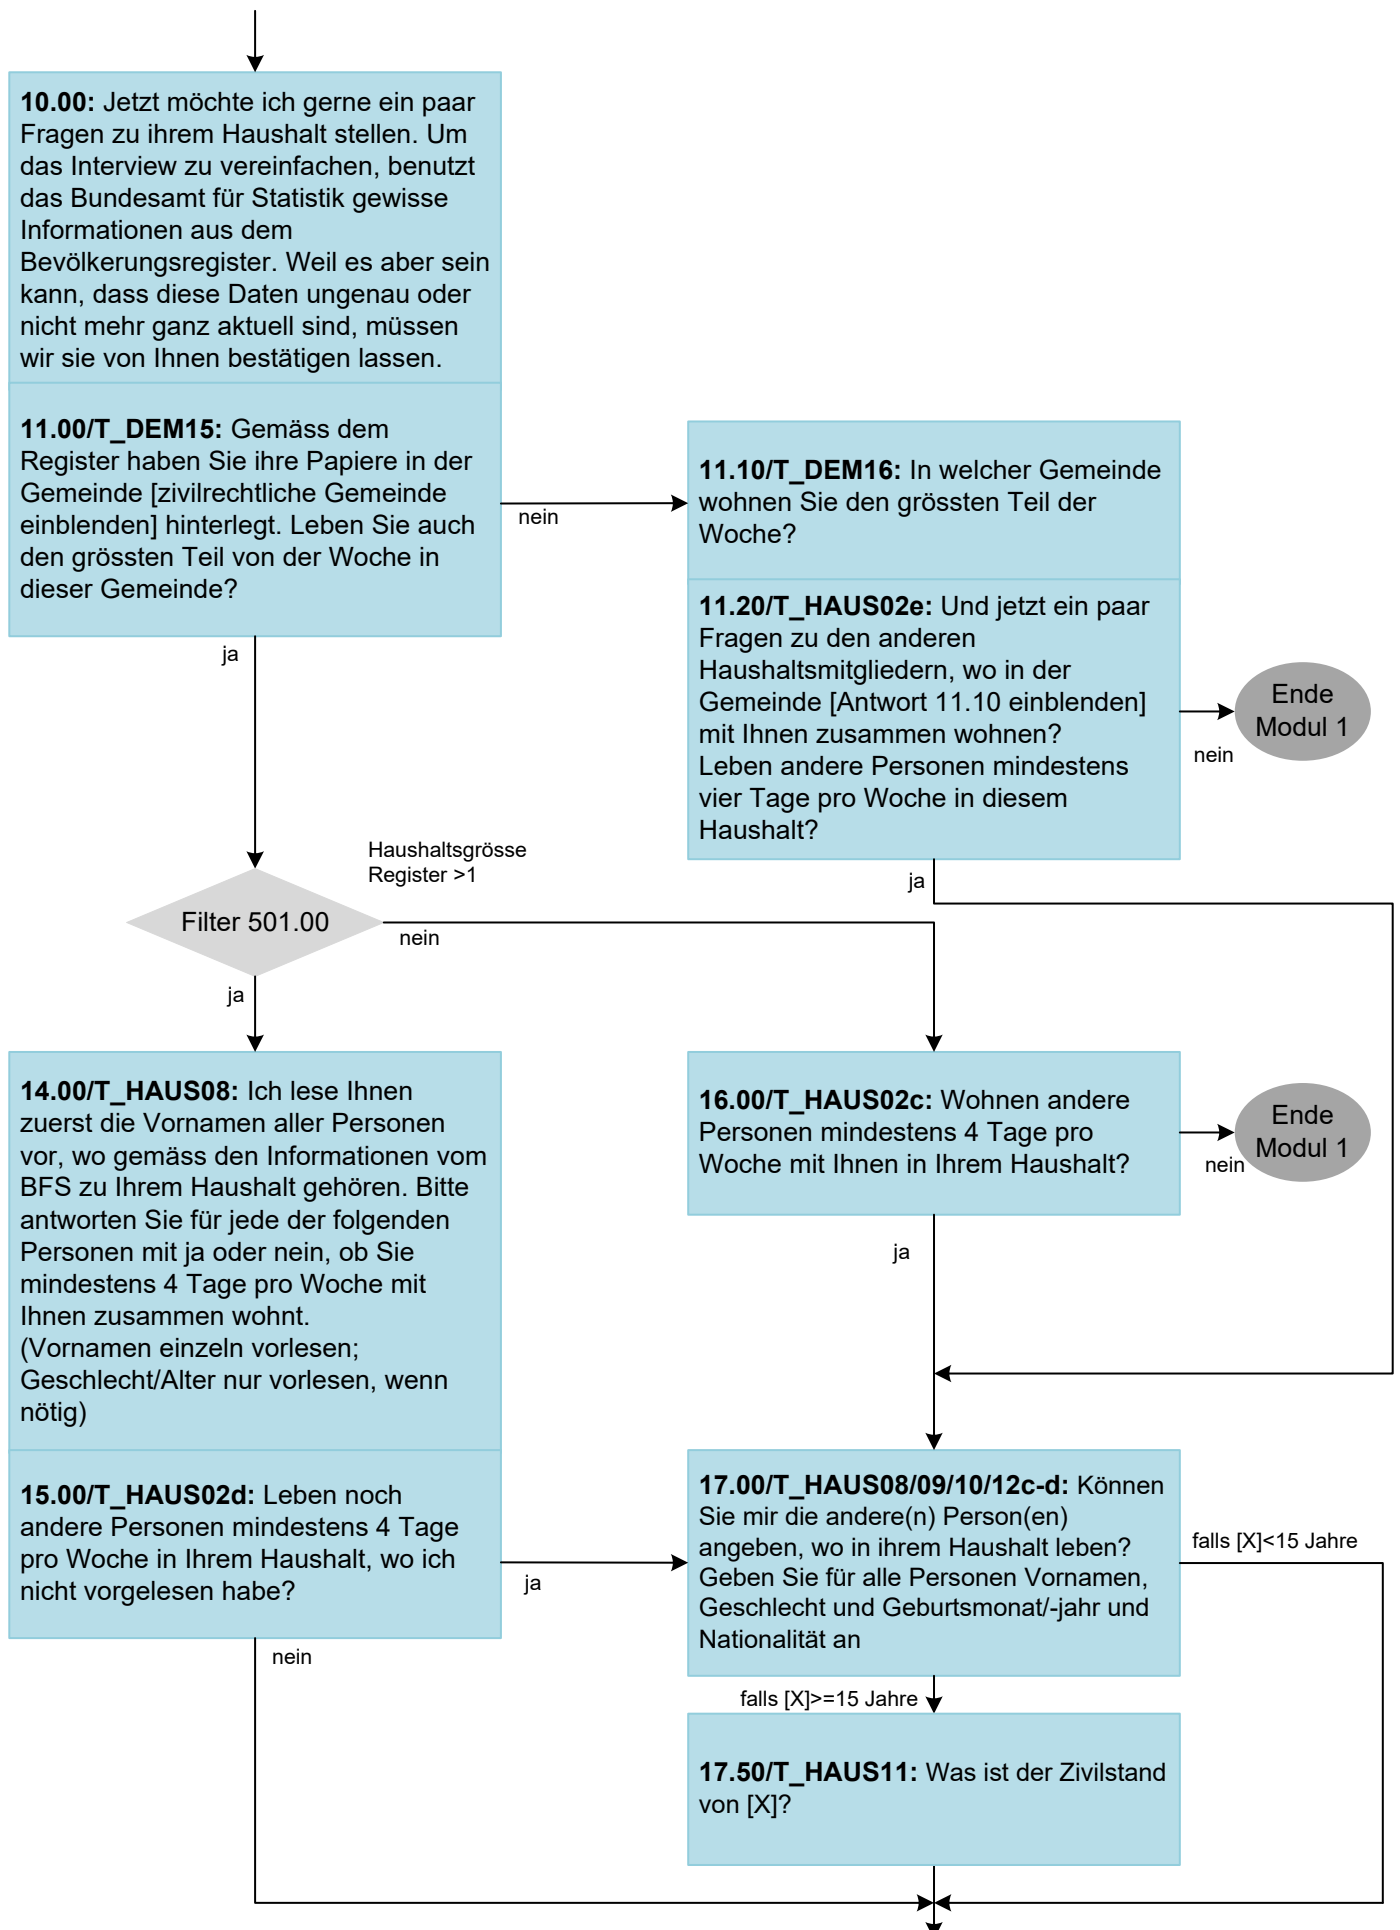 10.00: Jetzt möchte ich gerne ein paar
Fragen zu ihrem Haushalt stellen. Um
das Interview zu vereinfachen, benutzt
das Bundesamt für Statistik gewisse
Informationen aus dem
Bevölkerungsregister. Weil es aber sein
kann, dass diese Daten ungenau oder
nicht mehr ganz aktuell sind, müssen
wir sie von Ihnen bestätigen lassen.
11.00/T_DEM15: Gemäss dem
Register haben Sie ihre Papiere in der
Gemeinde [zivilrechtliche Gemeinde
einblenden] hinterlegt. Leben Sie auch
den grössten Teil von der Woche in
dieser Gemeinde?
nein
ja
11.10/T_DEM16: In welcher Gemeinde
wohnen Sie den grössten Teil der
Woche?
11.20/T_HAUS02e: Und jetzt ein paar
Fragen zu den anderen
Haushaltsmitgliedern, wo in der
Gemeinde [Antwort 11.10 einblenden]
mit Ihnen zusammen wohnen?
Leben andere Personen mindestens
vier Tage pro Woche in diesem
Haushalt?
nein
Ende
Modul 1
ja
Haushaltsgrösse
Register >1
Filter 501.00
nein
ja
14.00/T_HAUS08: Ich lese Ihnen
zuerst die Vornamen aller Personen
vor, wo gemäss den Informationen vom
BFS zu Ihrem Haushalt gehören. Bitte
antworten Sie für jede der folgenden
Personen mit ja oder nein, ob Sie
mindestens 4 Tage pro Woche mit
Ihnen zusammen wohnt.
(Vornamen einzeln vorlesen;
Geschlecht/Alter nur vorlesen, wenn
nötig)
16.00/T_HAUS02c: Wohnen andere
Personen mindestens 4 Tage pro
Woche mit Ihnen in Ihrem Haushalt?
nein
Ende
Modul 1
ja
15.00/T_HAUS02d: Leben noch
andere Personen mindestens 4 Tage
pro Woche in Ihrem Haushalt, wo ich
nicht vorgelesen habe?
ja
nein
17.00/T_HAUS08/09/10/12c-d: Können
Sie mir die andere(n) Person(en)
angeben, wo in ihrem Haushalt leben?
Geben Sie für alle Personen Vornamen,
Geschlecht und Geburtsmonat/-jahr und
Nationalität an
falls [X]<15 Jahre
falls [X]>=15 Jahre
17.50/T_HAUS11: Was ist der Zivilstand
von [X]?